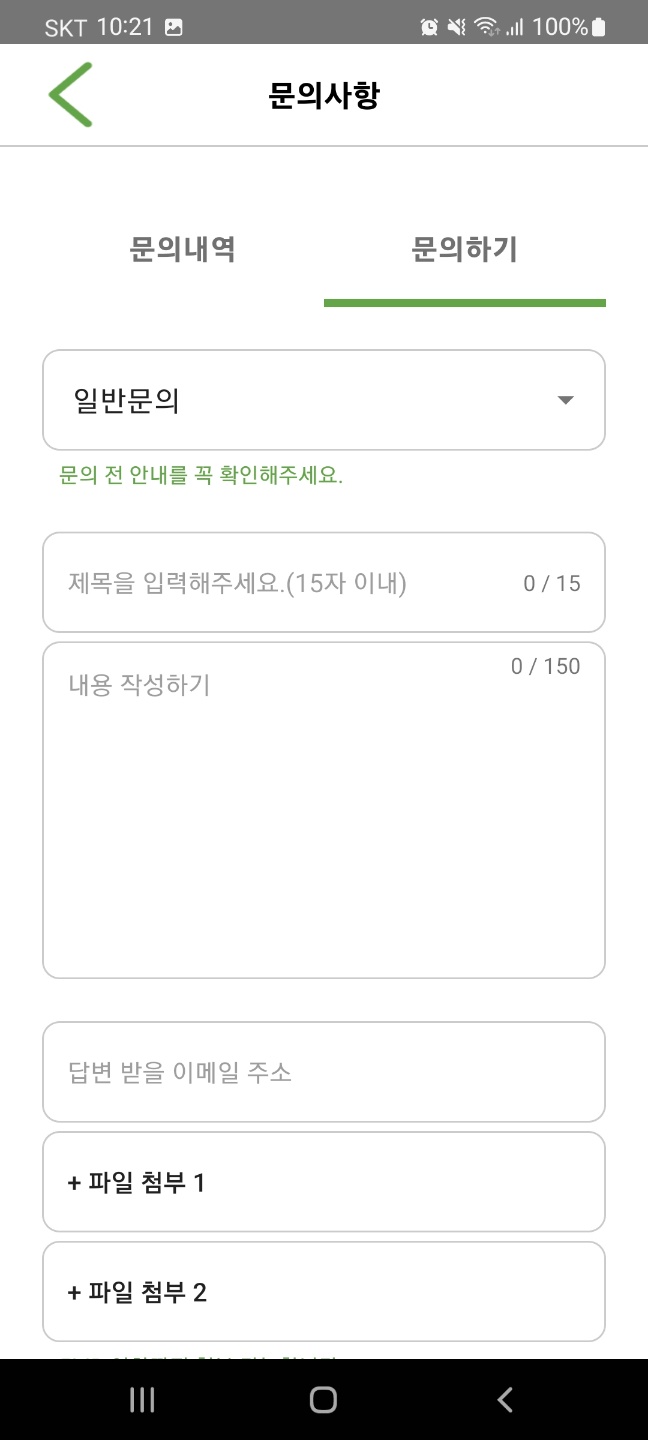 SKT 10:21 100%
문의사항
문의내역 문의하기
일반문의
문의 전 안내를 꼭 확인해주세요.
제목을 입력해주세요.(15자 이내) 0 / 15
0 / 150
내용 작성하기
답변 받을 이메일 주소
+ 파일 첨부 1
+ 파일 첨부 2